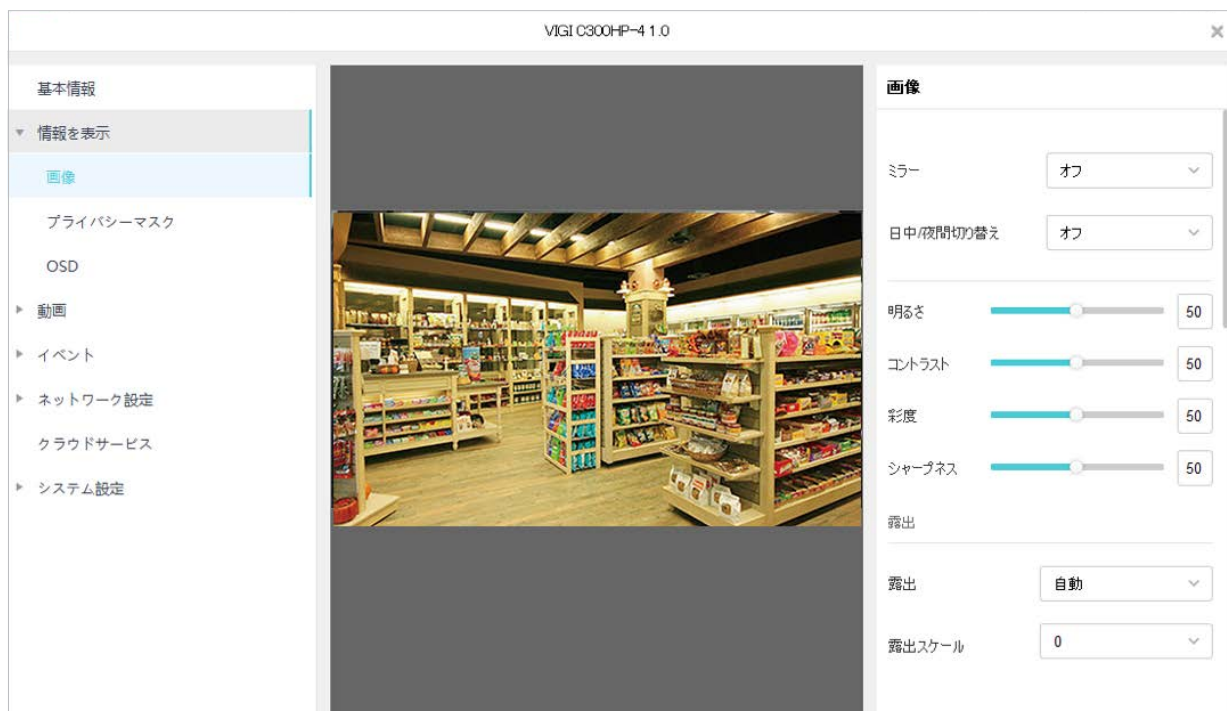 VIGI C300HP-4 1.0
基本情報
情報を表示
画像
プライバシーマスク
OSD
動画
イベント
ネットワーク設定
クラウドサービス
システム設定
画像
ミラー オフ
日中/夜間切り替え オフ
明るさ 50
コントラスト 50
彩度 50
シャープネス 50
露出
露出 自動
露出スケール 0